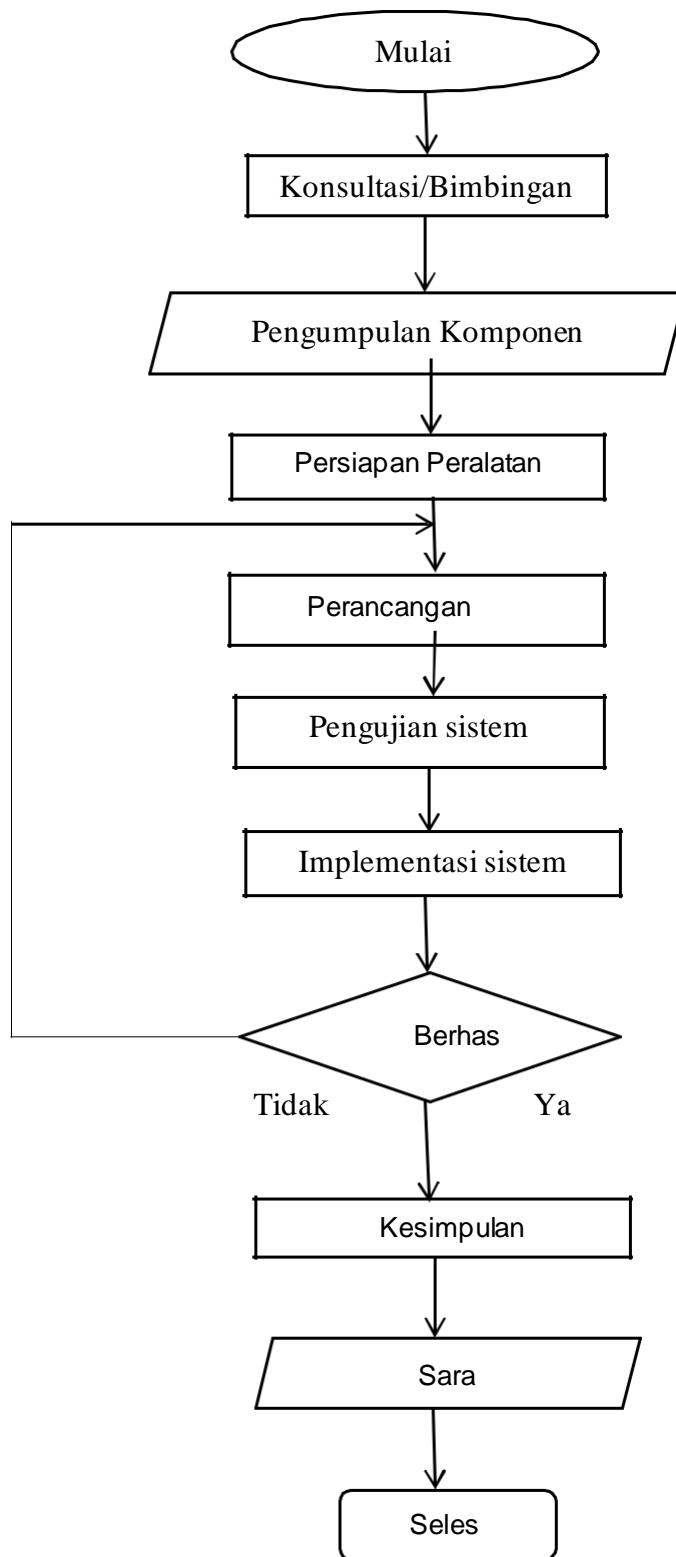 Mulai
Konsultasi/Bimbingan
Pengumpulan Komponen
Persiapan Peralatan
Perancangan
Pengujian sistem
Implementasi sistem
Berhas
Tidak
Ya
Kesimpulan
Sara
Seles